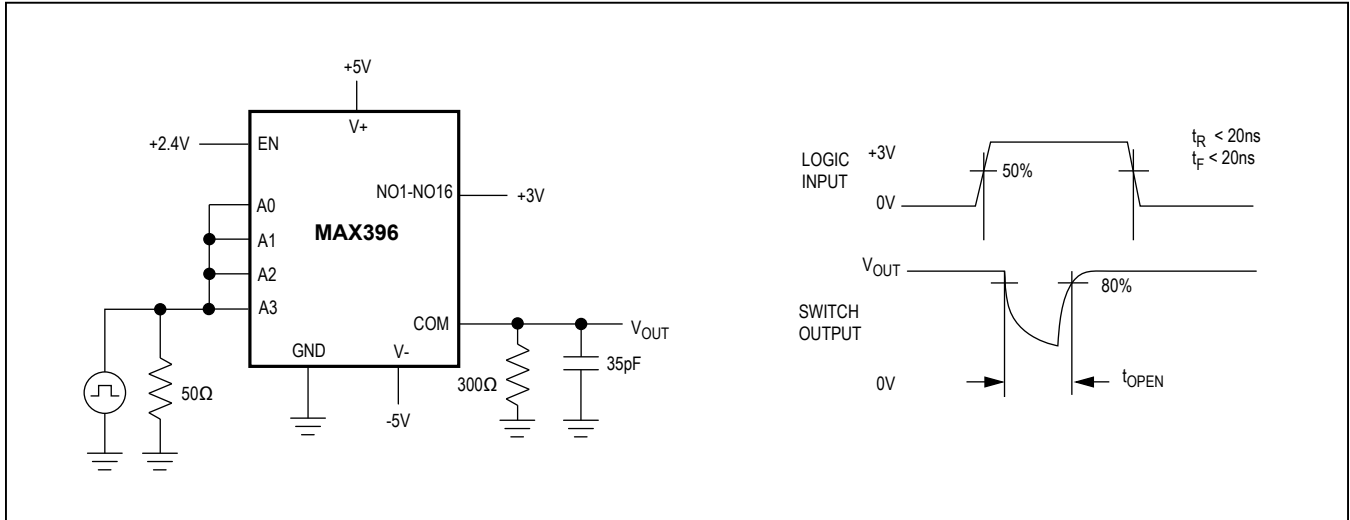 +5V
V+
+2.4V
EN
A0
A1
A2
A3
NO1-NO16
+3V
MAX396
COM
VOUT
GND
V-
-5V
50Ω
300Ω
35pF
LOGIC
INPUT
+3V
0V
50%
tR < 20ns
tF < 20ns
VOUT
80%
SWITCH
OUTPUT
0V
tOPEN